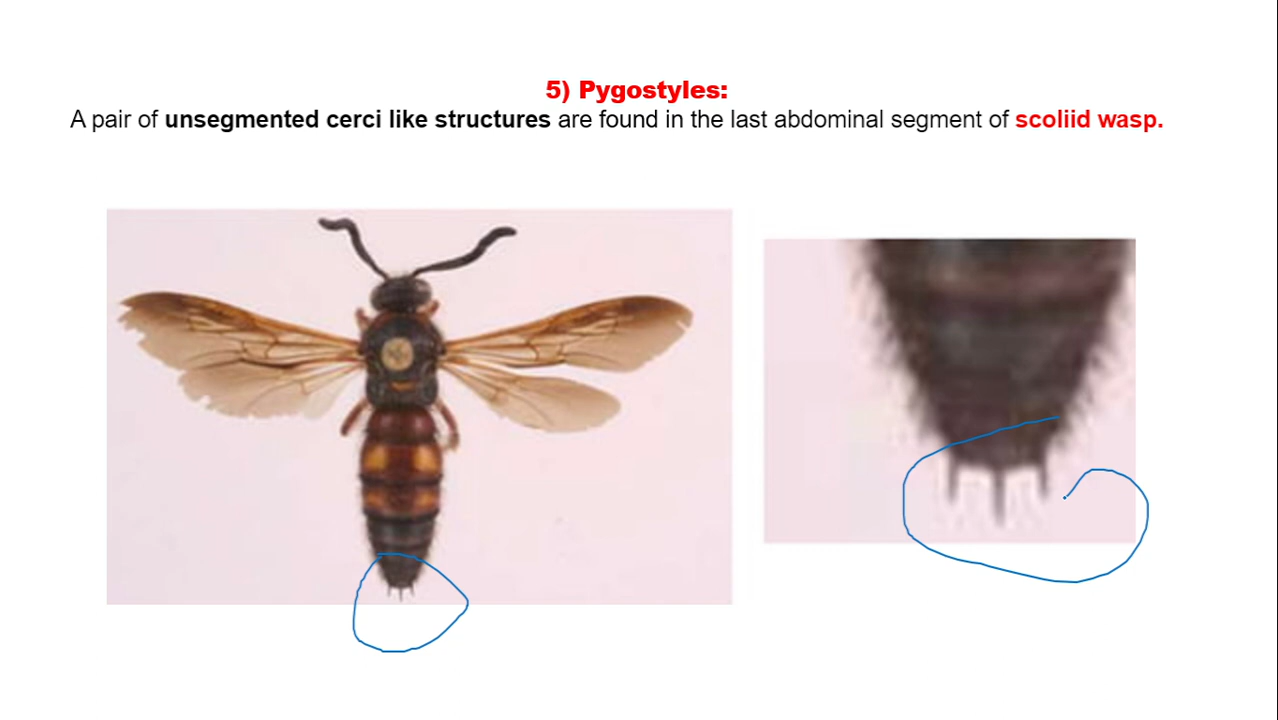 5) Pygostyles:
A pair of unsegmented cerci like structures are found in the last abdominal segment of scoliid wasp.